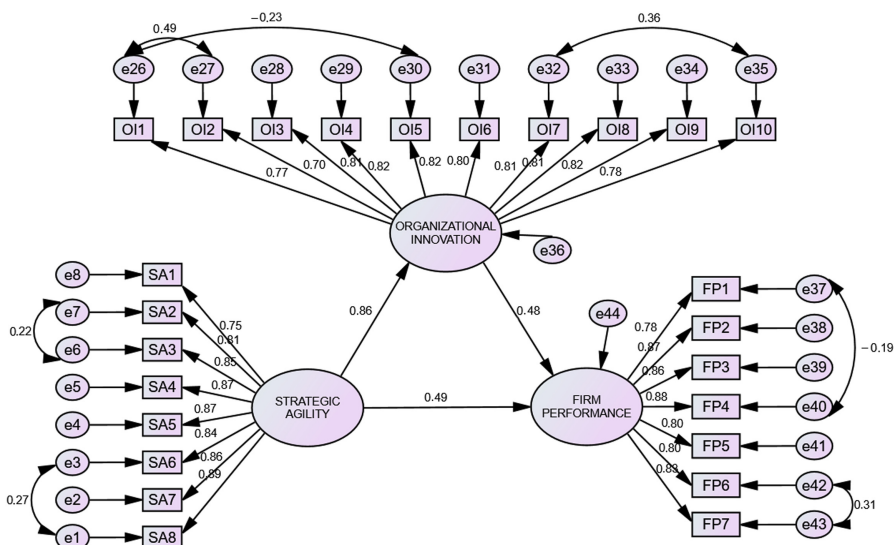 0.49
−0.23
0.36
e26
e27
e28
e29
e30
e31
e32
e33
e34
e35
OI1
OI2
OI3
OI4
OI5
OI6
OI7
OI8
OI9
OI10
0.77
0.70
0.81
0.82
0.82
0.80
0.81
0.81
0.82
0.78
ORGANIZATIONAL
INNOVATION
e36
e8
SA1
e7
SA2
0.22
e6
SA3
e5
SA4
e4
SA5
e3
SA6
0.27
e2
SA7
e1
SA8
0.75
0.81
0.85
0.87
0.87
0.84
0.86
0.89
STRATEGIC
AGILITY
0.86
0.48
0.49
e44
FIRM
PERFORMANCE
0.78
0.87
0.86
0.88
0.80
0.80
0.83
FP1
e37
FP2
e38
−0.19
FP3
e39
FP4
e40
FP5
e41
FP6
e42
0.31
FP7
e43